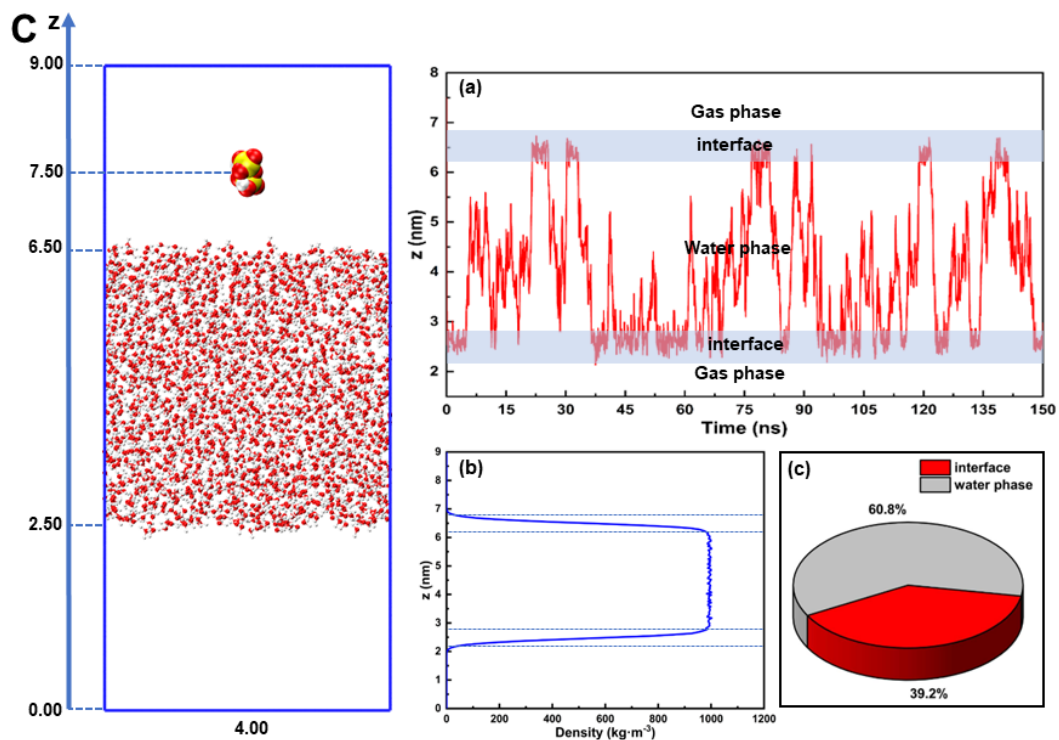 C
z
9.00
7.50
6.50
2.50
0.00
4.00
(a)
8
7
6
5
4
3
2
z (nm)
Gas phase
interface
Water phase
interface
Gas phase
0 15 30 45 60 75 90 105 120 135 150
Time (ns)
(b)
9
8
7
6
5
4
3
2
1
0
z (nm)
0 200 400 600 800 1000 1200
Density (kg·m⁻³)
(c)
interface
water phase
60.8%
39.2%